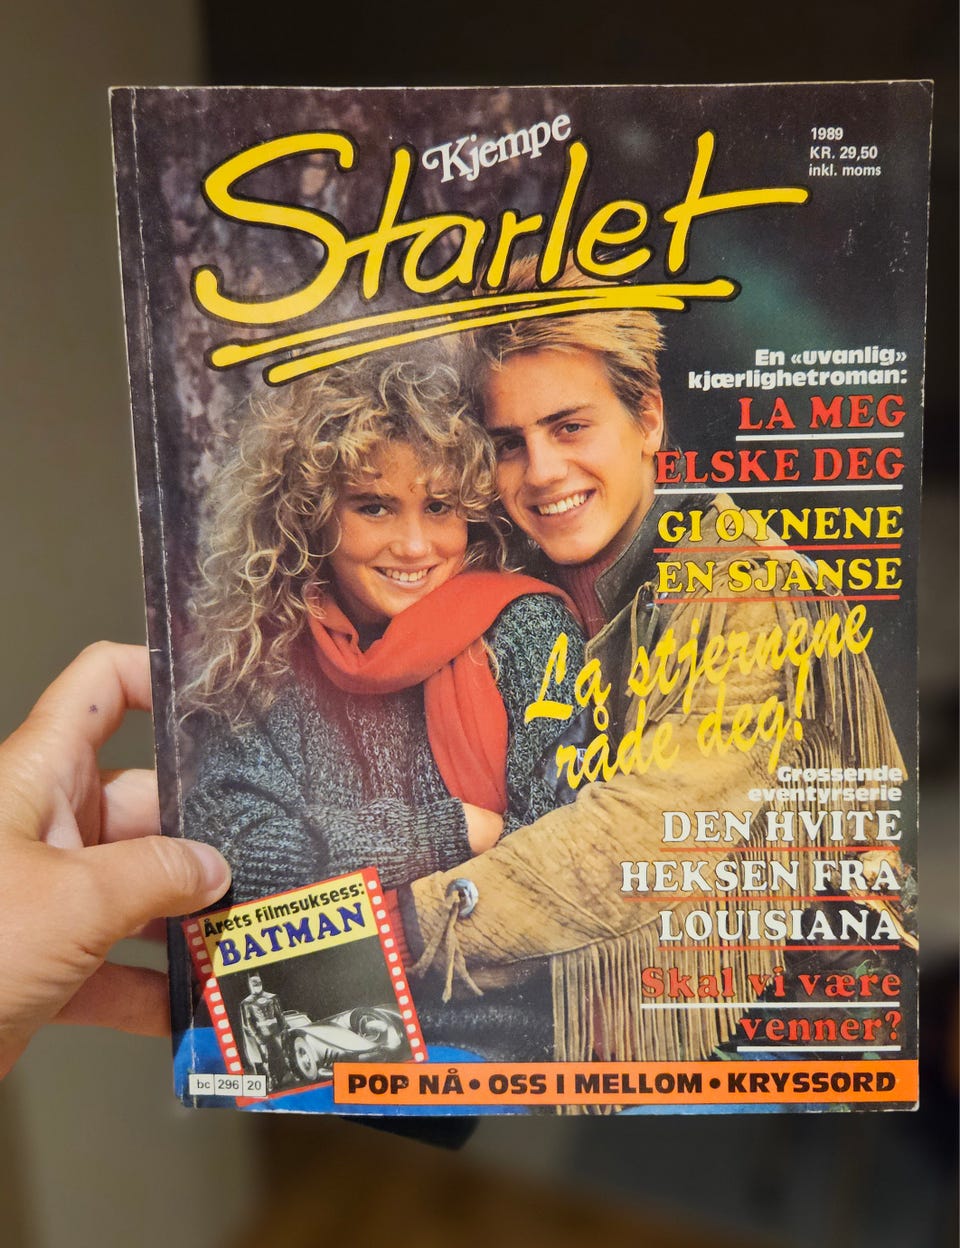 Kjempe
Starlet
1989
KR. 29,50
inkl. moms
En «uvanlig»
kjærlighetroman:
LA MEG
ELSKE DEG
GI ØYNENE
EN SJANSE
La stjernene
råde deg!
Grøssende
eventyrserie
DEN HVITE
HEKSEN FRA
LOUISIANA
Skal vi være
venner?
Årets filmsuksess:
BATMAN
bc 296 20
POP NÅ • OSS I MELLOM • KRYSSORD